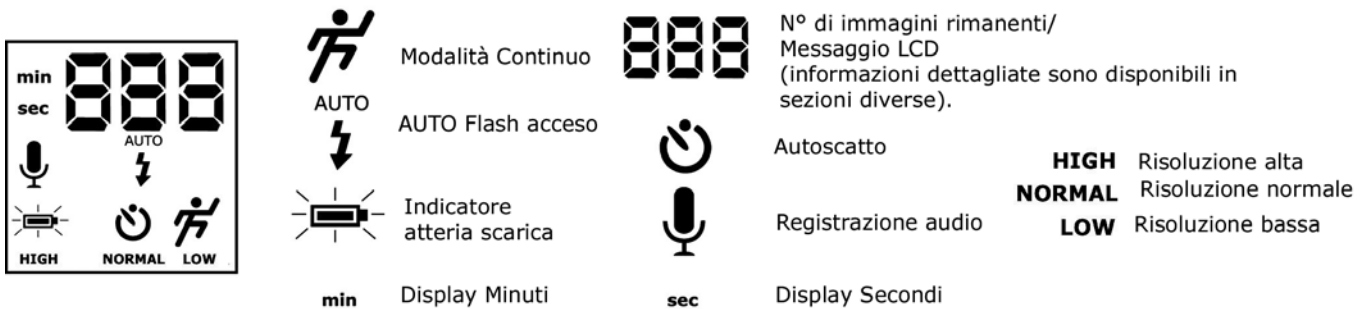 min
888
sec
AUTO
HIGH NORMAL LOW
Modalità Continuo
AUTO
AUTO Flash acceso
Indicatore
atteria scarica
min Display Minuti
888
N° di immagini rimanenti/
Messaggio LCD
(informazioni dettagliate sono disponibili in
sezioni diverse).
Autoscatto
Registrazione audio
sec Display Secondi
HIGH Risoluzione alta
NORMAL Risoluzione normale
LOW Risoluzione bassa